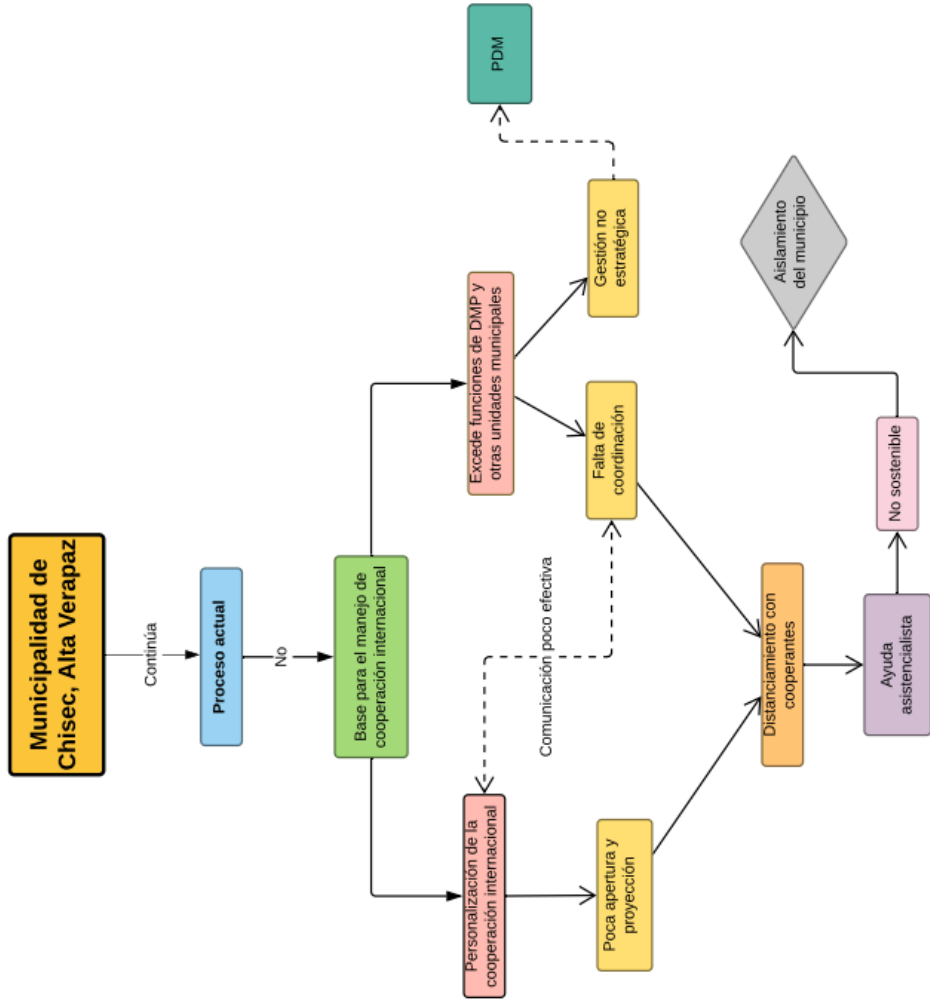 Municipalidad de
Chisec, Alta Verapaz
Continúa
Proceso actual
No
Base para el manejo de
cooperación internacional
Personalización de la
cooperación internacional
Excede funciones de DMP y
otras unidades municipales
PDM
Comunicación poco efectiva
Poca apertura y
proyección
Falta de
coordinación
Gestión no
estratégica
Distanciamiento con
cooperantes
Ayuda
asistencialista
No sostenible
Aislamiento
del municipio